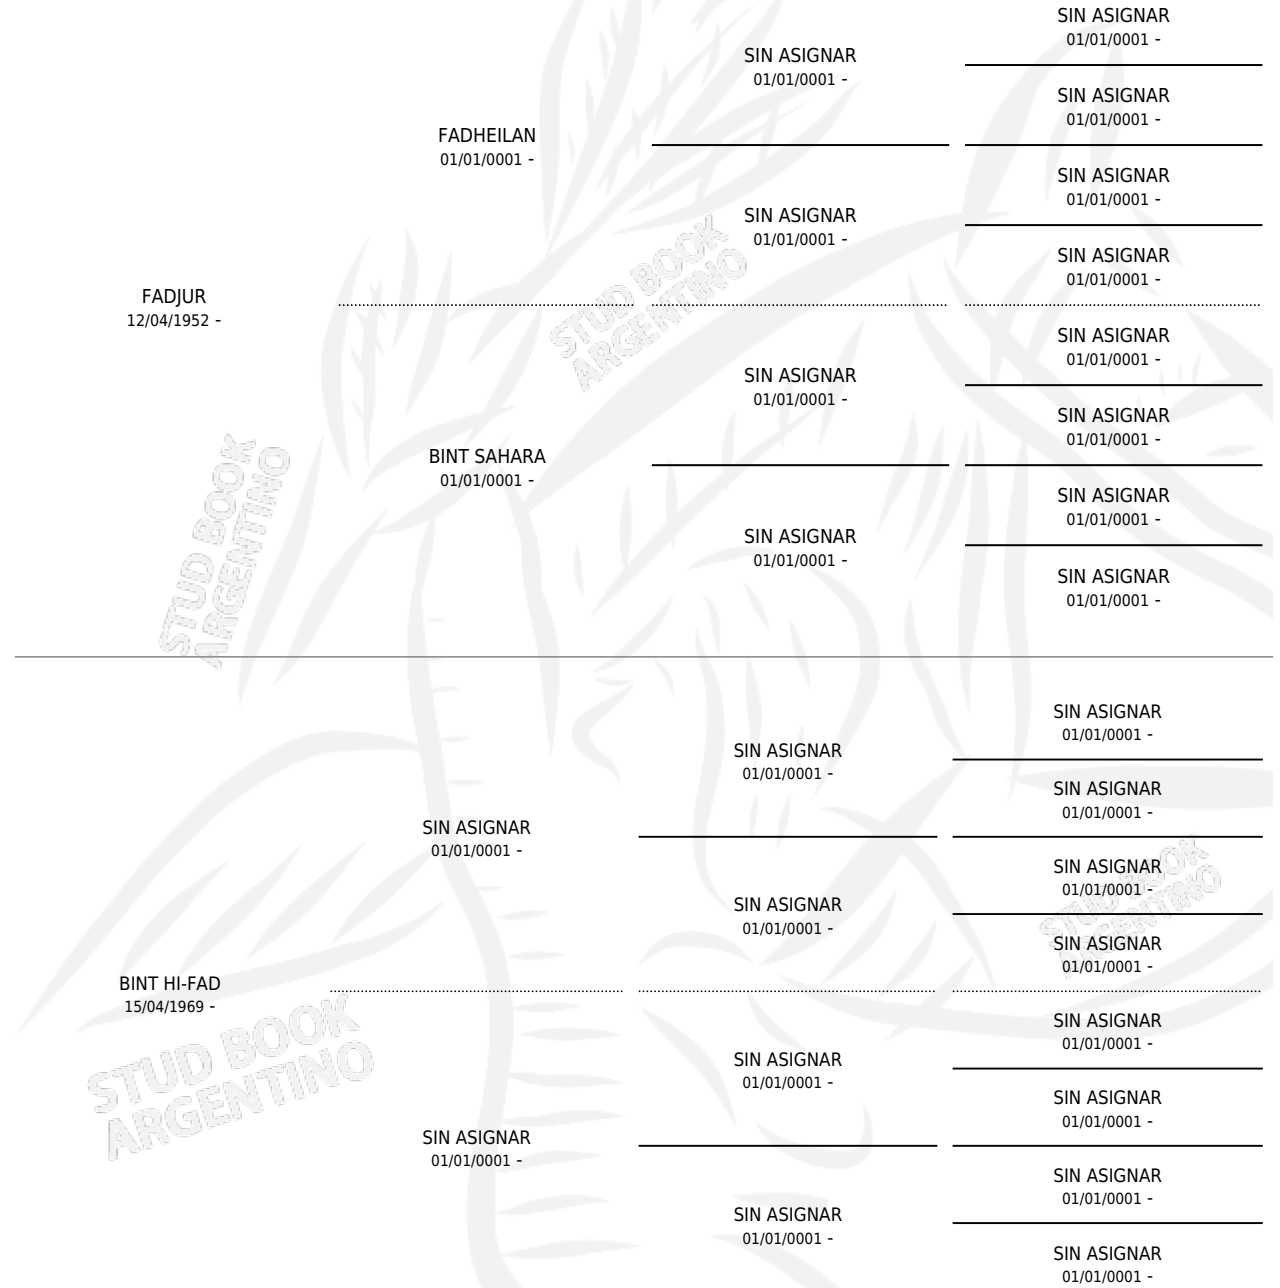 SIN ASIGNAR
01/01/0001 -
SIN ASIGNAR
01/01/0001 -
SIN ASIGNAR
01/01/0001 -
FADHEILAN
01/01/0001 -
SIN ASIGNAR
01/01/0001 -
SIN ASIGNAR
01/01/0001 -
SIN ASIGNAR
01/01/0001 -
FADJUR
12/04/1952 -
STUD BOOK
ARGENTINO
SIN ASIGNAR
01/01/0001 -
SIN ASIGNAR
01/01/0001 -
SIN ASIGNAR
01/01/0001 -
BINT SAHARA
01/01/0001 -
SIN ASIGNAR
01/01/0001 -
SIN ASIGNAR
01/01/0001 -
SIN ASIGNAR
01/01/0001 -
STUD BOOK
ARGENTINO
SIN ASIGNAR
01/01/0001 -
SIN ASIGNAR
01/01/0001 -
SIN ASIGNAR
01/01/0001 -
SIN ASIGNAR
01/01/0001 -
SIN ASIGNAR
01/01/0001 -
SIN ASIGNAR
01/01/0001 -
SIN ASIGNAR
01/01/0001 -
STUD BOOK
ARGENTINO
BINT HI-FAD
15/04/1969 -
STUD BOOK
ARGENTINO
SIN ASIGNAR
01/01/0001 -
SIN ASIGNAR
01/01/0001 -
SIN ASIGNAR
01/01/0001 -
SIN ASIGNAR
01/01/0001 -
SIN ASIGNAR
01/01/0001 -
SIN ASIGNAR
01/01/0001 -
SIN ASIGNAR
01/01/0001 -